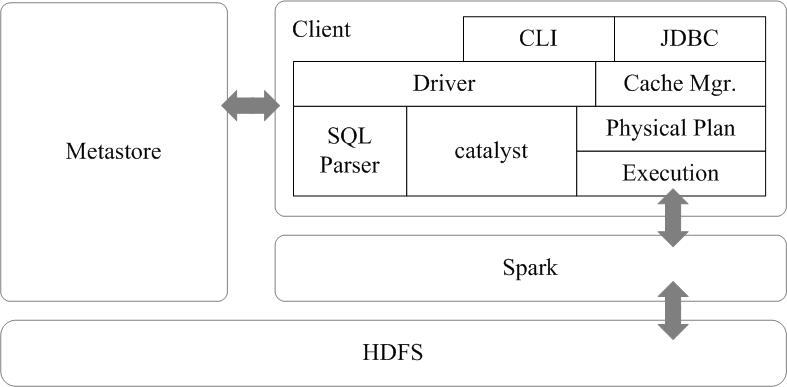 Client
CLI
JDBC
Driver
Cache Mgr.
Metastore
SQL
Parser
catalyst
Physical Plan
Execution
Spark
HDFS